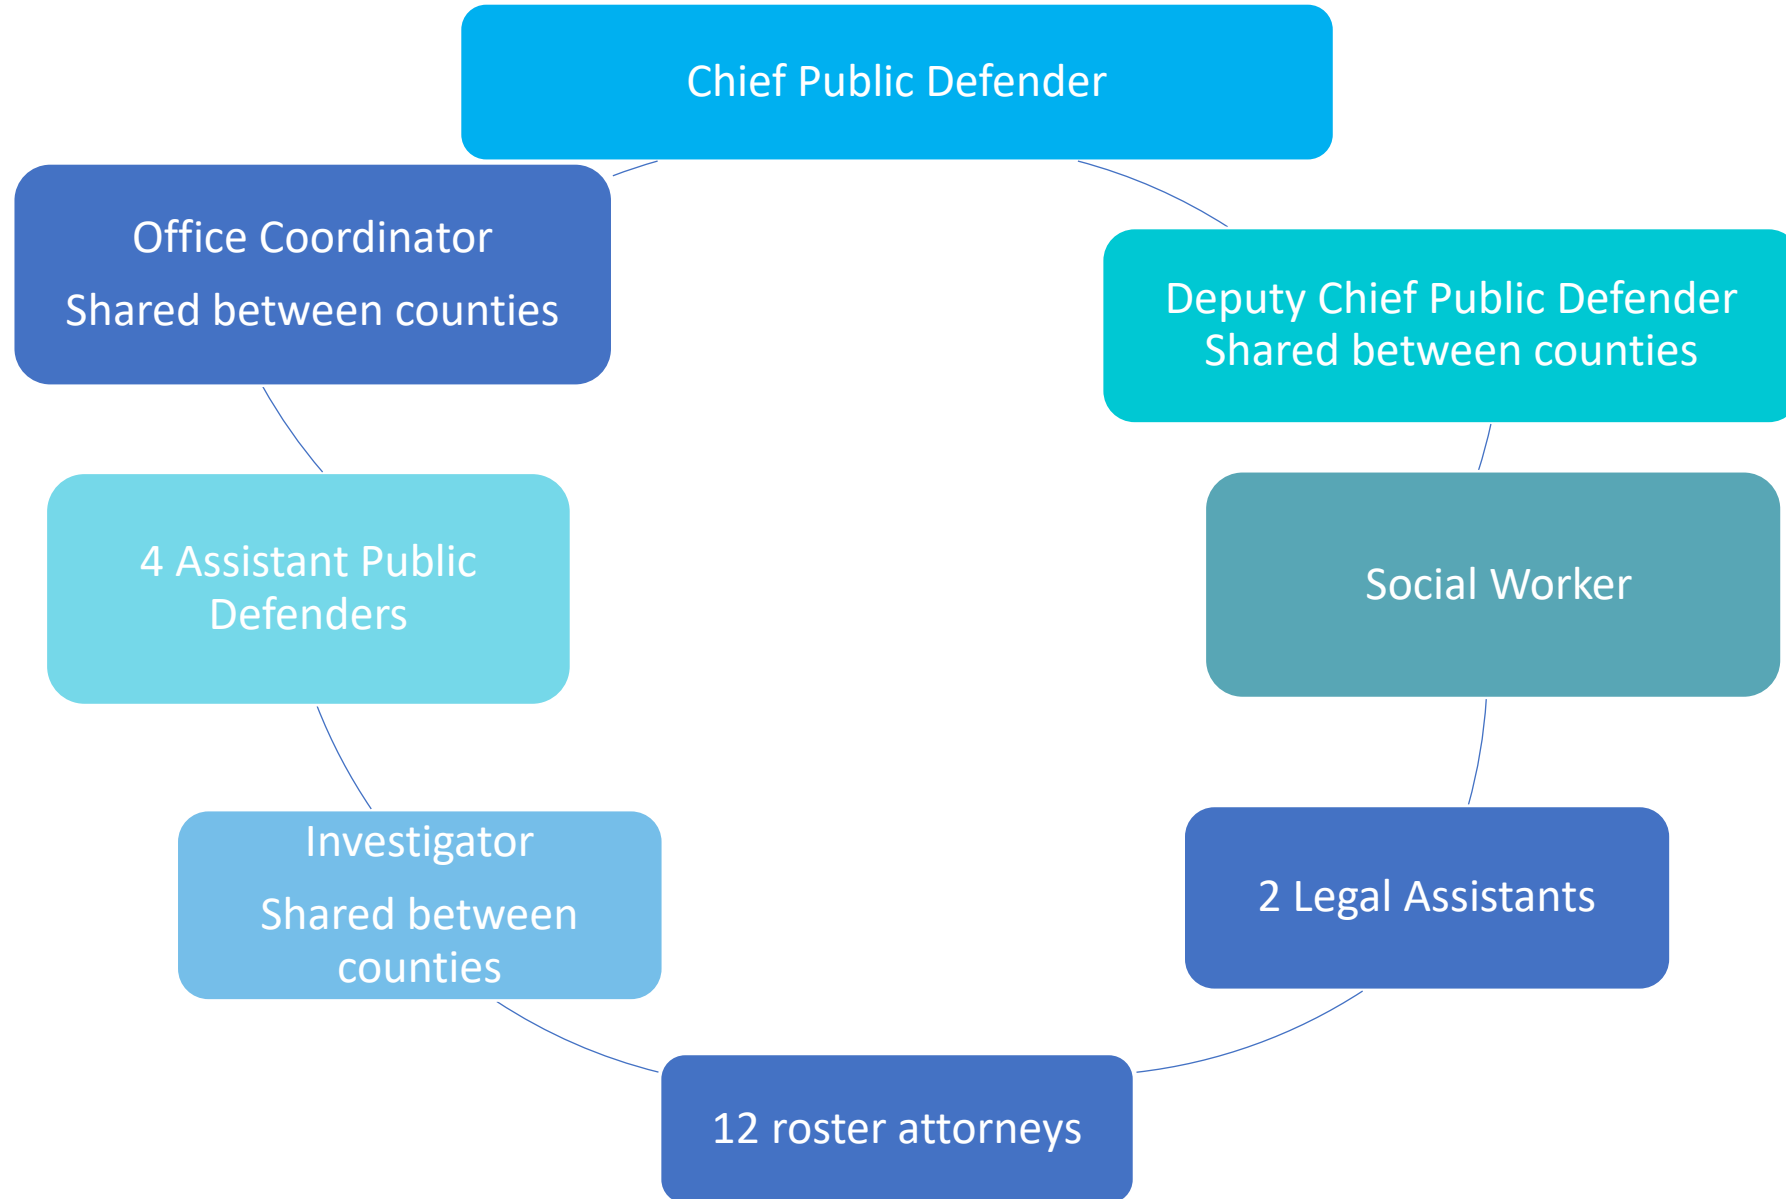 Chief Public Defender
Office Coordinator
Shared between counties
Deputy Chief Public Defender
Shared between counties
4 Assistant Public
Defenders
Social Worker
Investigator
Shared between
counties
2 Legal Assistants
12 roster attorneys